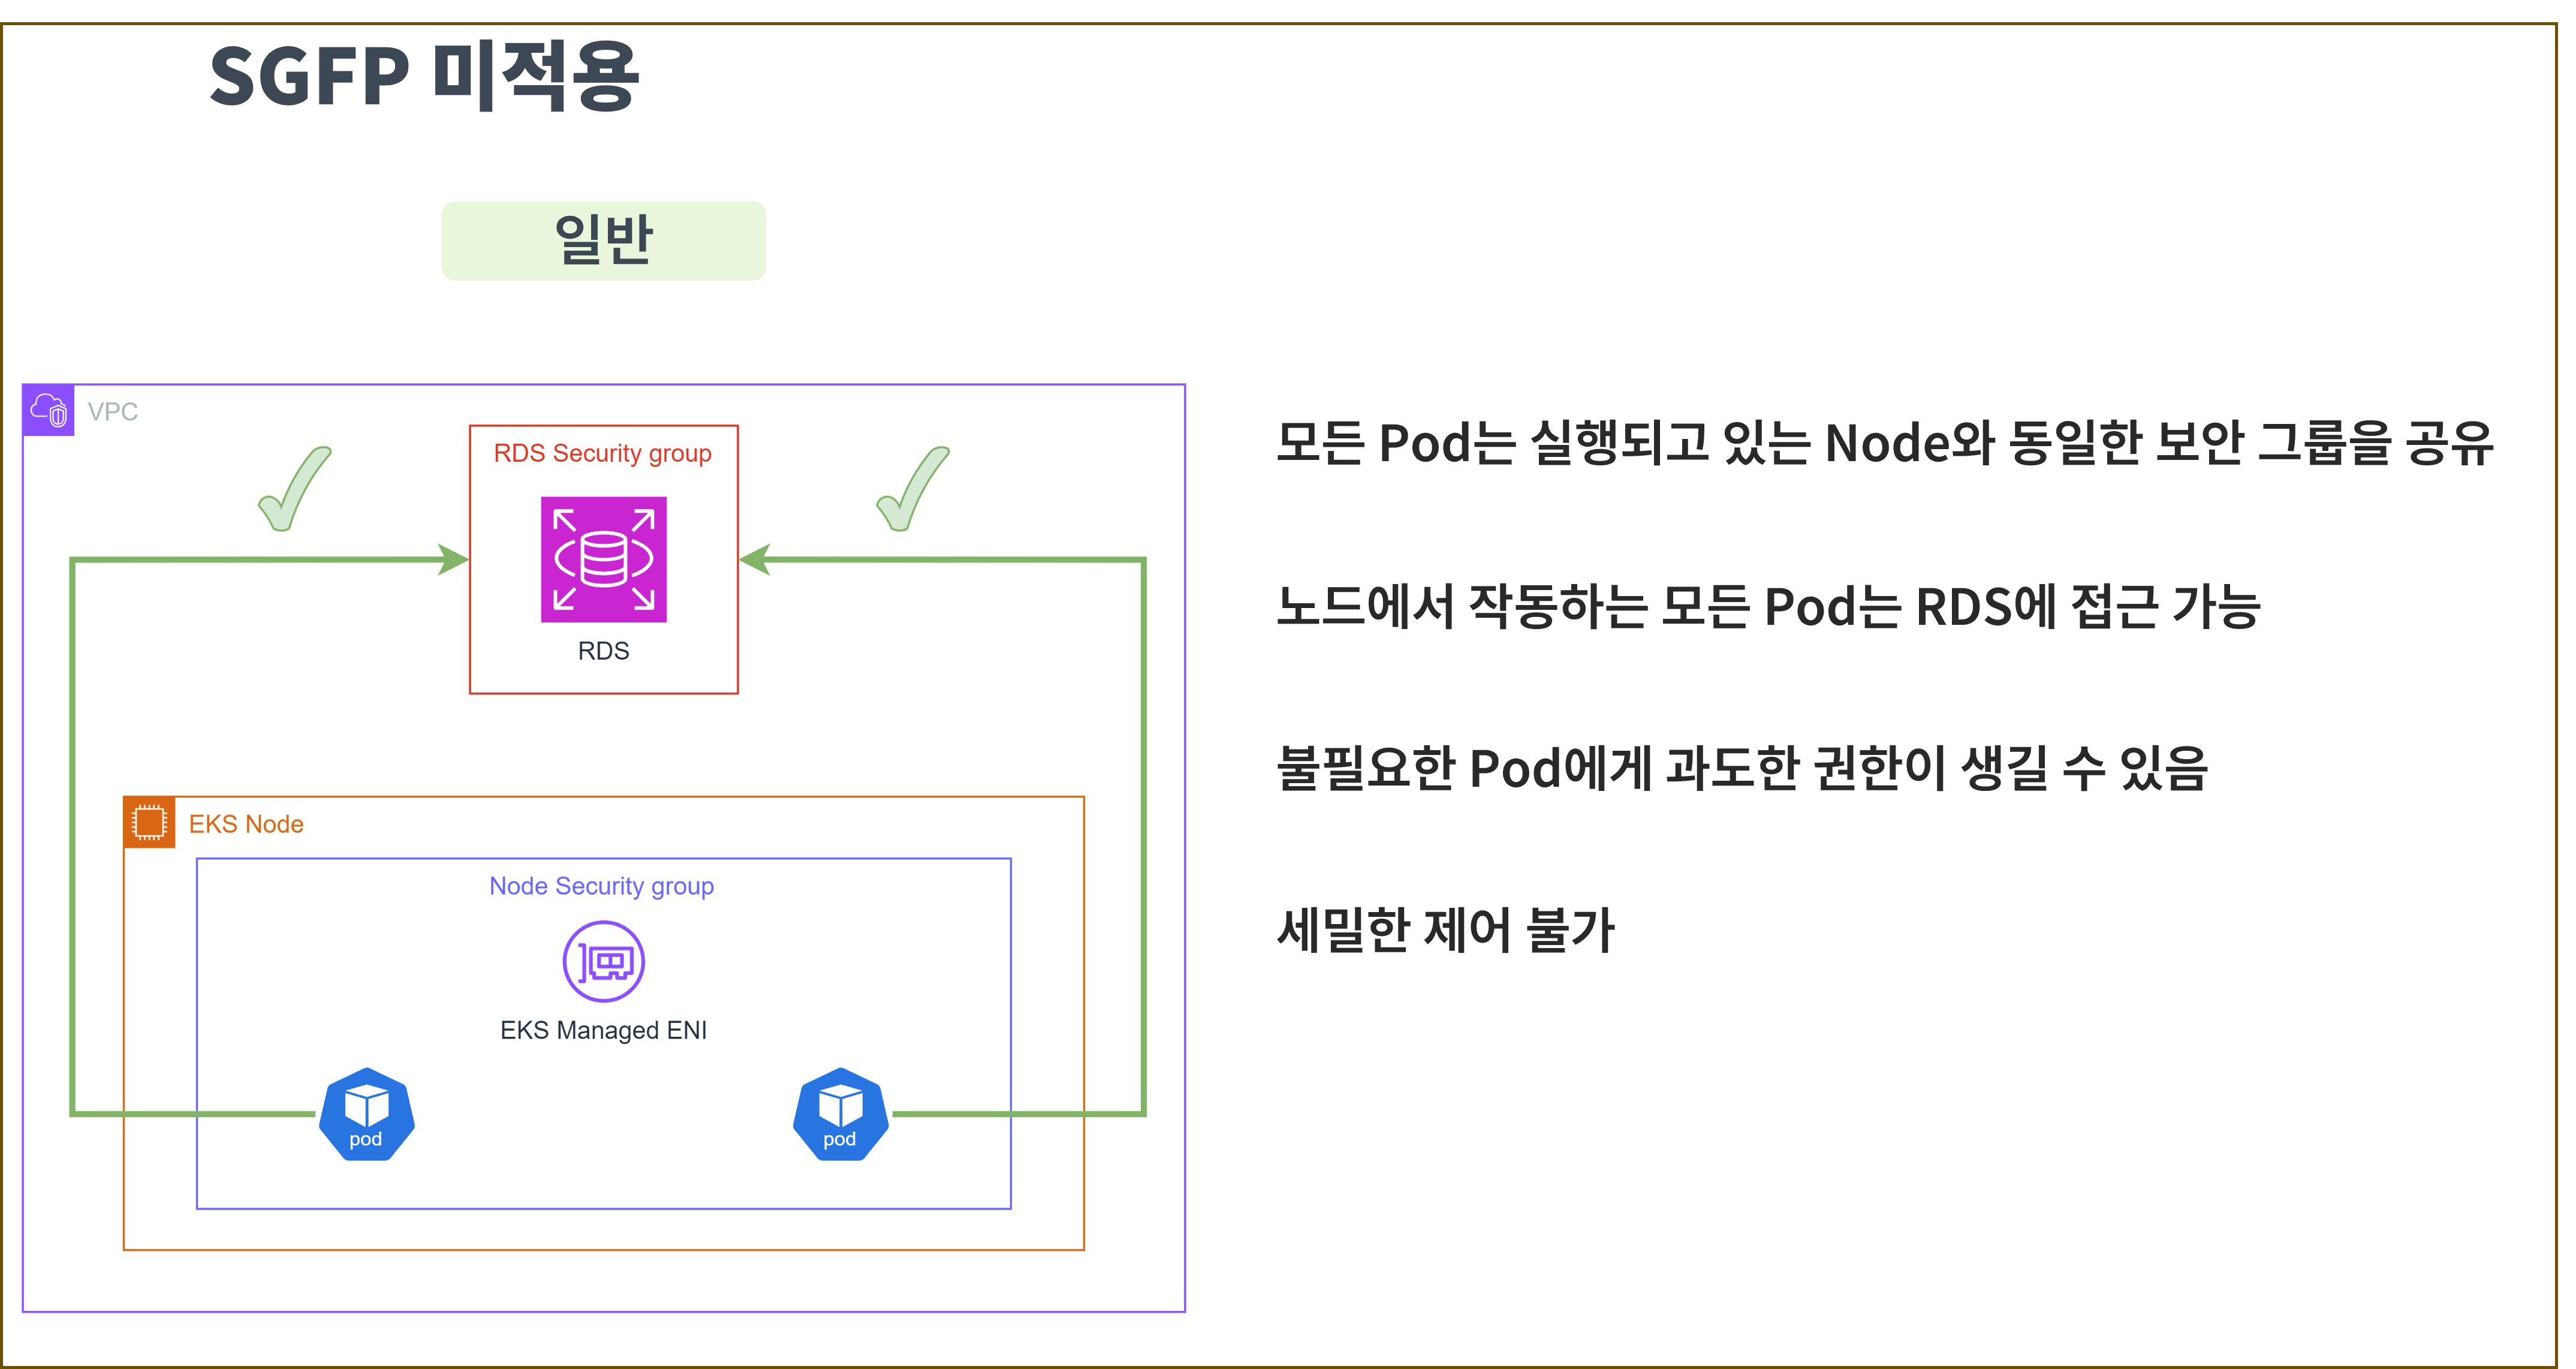 SGFP 미적용
일반
VPC
RDS Security group
RDS
EKS Node
Node Security group
EKS Managed ENI
pod
pod
모든 Pod는 실행되고 있는 Node와 동일한 보안 그룹을 공유
노드에서 작동하는 모든 Pod는 RDS에 접근 가능
불필요한 Pod에게 과도한 권한이 생길 수 있음
세밀한 제어 불가